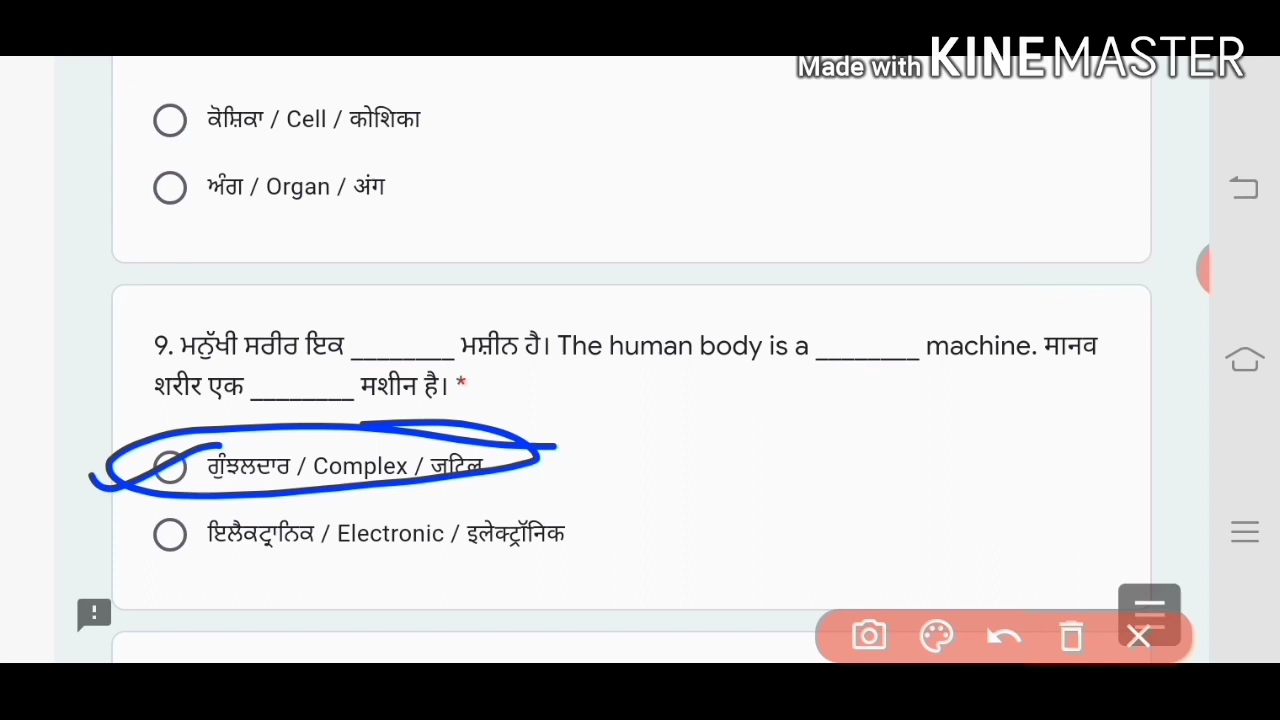 Made with KINEMASTER
ਕੋਸ਼ਿਕਾ / Cell / कोशिका
ਅੰਗ / Organ / अंग
9. ਮਨੁੱਖੀ ਸਰੀਰ ਇਕ ________ ਮਸ਼ੀਨ ਹੈ। The human body is a ________ machine. मानव
शरीर एक ________ मशीन है। *
ਗੁੰਝਲਦਾਰ / Complex / जटिल
ਇਲੈਕਟ੍ਰਾਨਿਕ / Electronic / इलेक्ट्रॉनिक